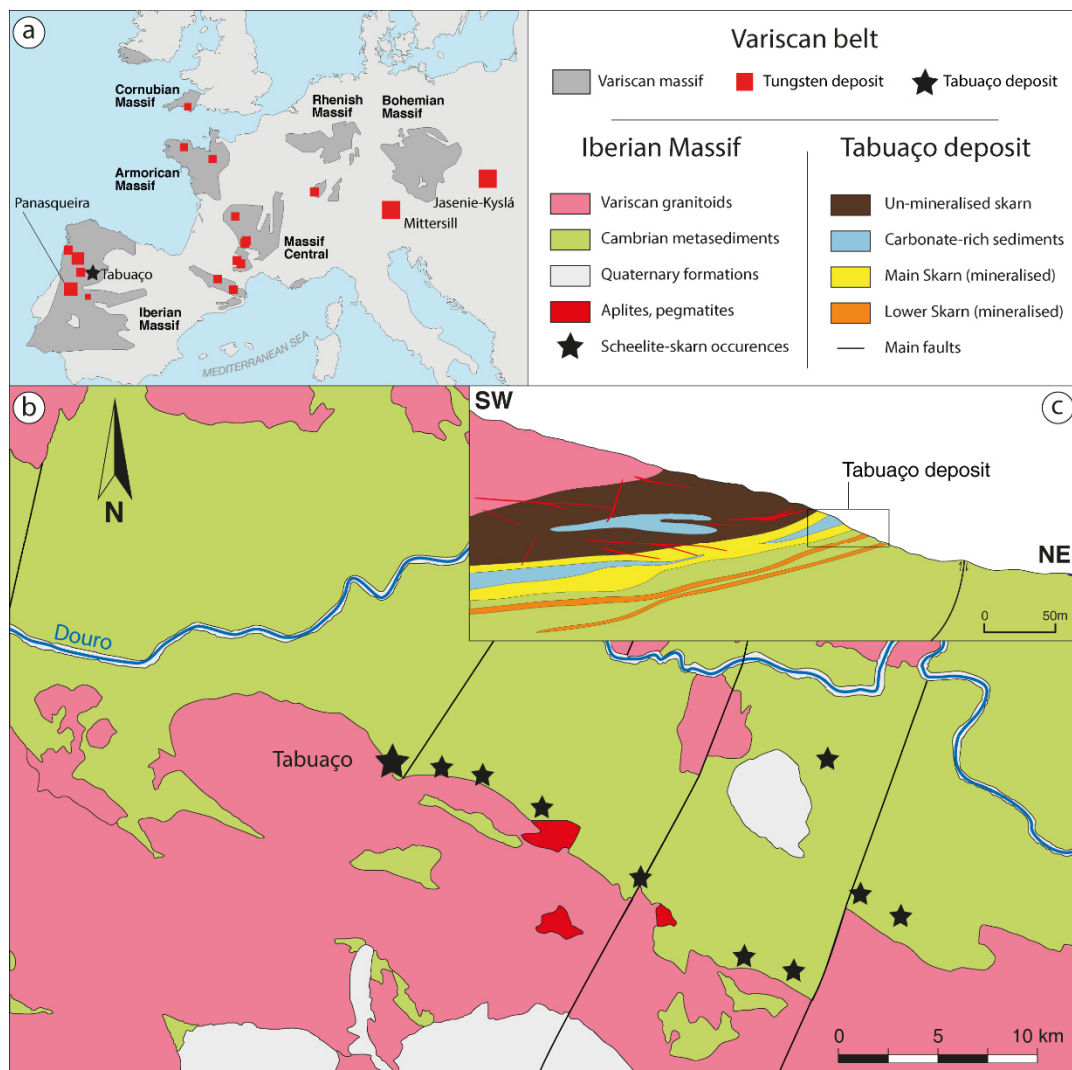 a
Cornubian
Massif
Rhenish
Massif
Bohemian
Massif
Armorican
Massif
Panasqueira
Jasenie-Kyslá
Mittersill
Massif
Central
Tabuaço
Iberian
Massif
MEDITERRANEAN SEA
Variscan belt
Variscan massif
Tungsten deposit
Tabuaço deposit
Iberian Massif
Variscan granitoids
Cambrian metasediments
Quaternary formations
Aplites, pegmatites
Scheelite-skarn occurences
Tabuaço deposit
Un-mineralised skarn
Carbonate-rich sediments
Main Skarn (mineralised)
Lower Skarn (mineralised)
Main faults
b
N
Douro
Tabuaço
0 5 10 km
SW
c
Tabuaço deposit
NE
0 50m